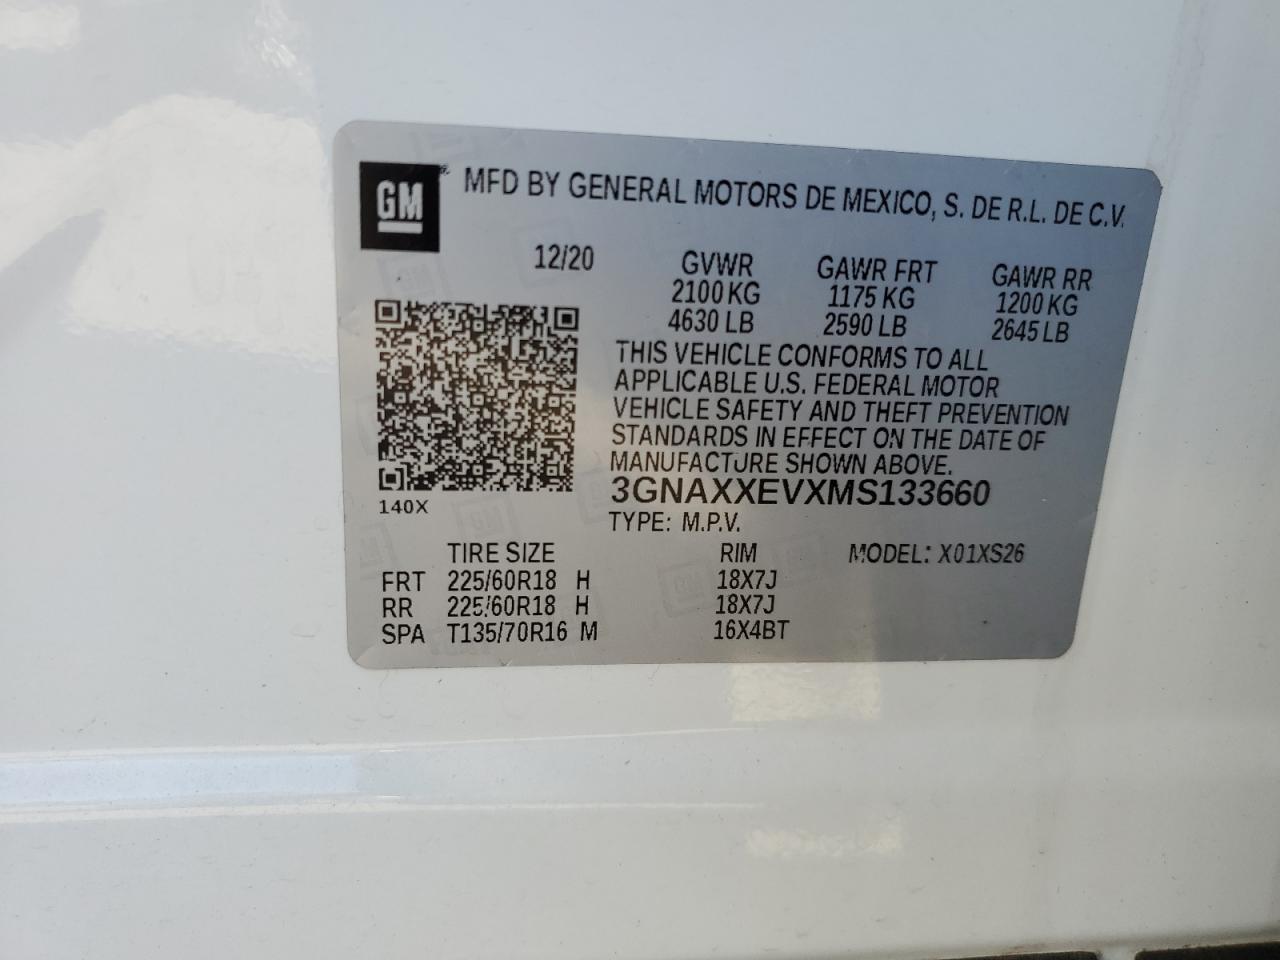 GM® MFD BY GENERAL MOTORS DE MEXICO, S. DE R.L. DE C.V.
12/20 GVWR GAWR FRT GAWR RR
2100 KG 1175 KG 1200 KG
4630 LB 2590 LB 2645 LB
THIS VEHICLE CONFORMS TO ALL
APPLICABLE U.S. FEDERAL MOTOR
VEHICLE SAFETY AND THEFT PREVENTION
STANDARDS IN EFFECT ON THE DATE OF
MANUFACTURE SHOWN ABOVE.
3GNAXXEVXMS133660
140X
TYPE: M.P.V.
TIRE SIZE RIM MODEL: X01XS26
FRT 225/60R18 H 18X7J
RR 225/60R18 H 18X7J
SPA T135/70R16 M 16X4BT